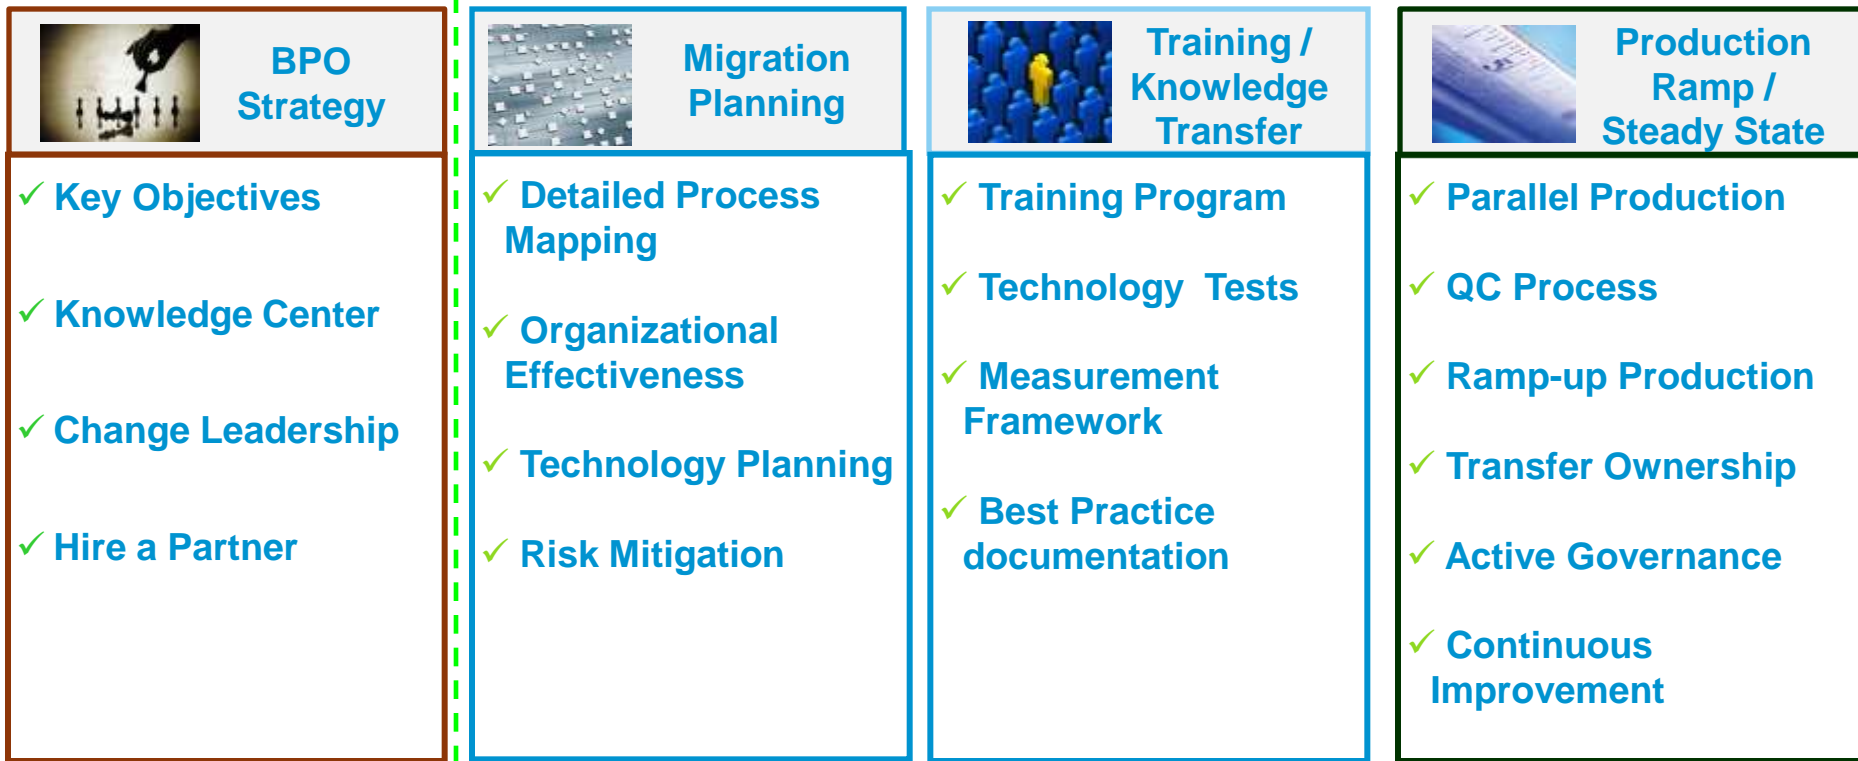 BPO
Strategy
✓ Key Objectives
✓ Knowledge Center
✓ Change Leadership
✓ Hire a Partner
Migration
Planning
✓ Detailed Process
Mapping
✓ Organizational
Effectiveness
✓ Technology Planning
✓ Risk Mitigation
Training /
Knowledge
Transfer
✓ Training Program
✓ Technology  Tests
✓ Measurement
Framework
✓ Best Practice
documentation
Production
Ramp /
Steady State
✓ Parallel Production
✓ QC Process
✓ Ramp-up Production
✓ Transfer Ownership
✓ Active Governance
✓ Continuous
Improvement